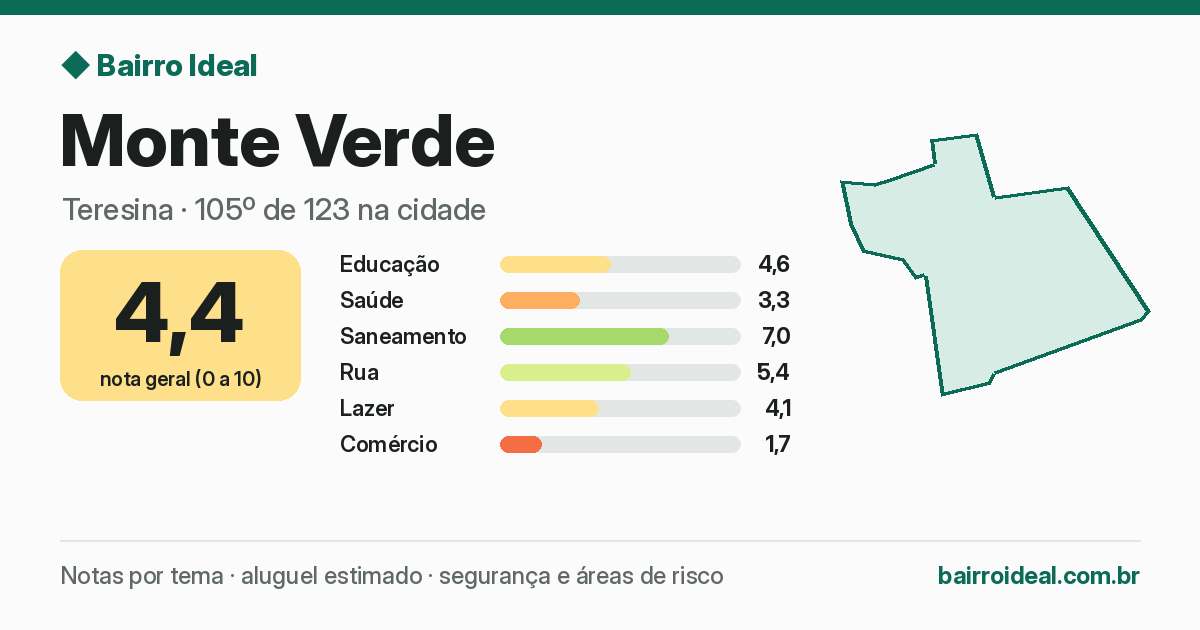 Bairro Ideal
Monte Verde
Teresina · 105º de 123 na cidade
4,4
nota geral (0 a 10)
Educação 4,6
Saúde 3,3
Saneamento 7,0
Rua 5,4
Lazer 4,1
Comércio 1,7
Notas por tema · aluguel estimado · segurança e áreas de risco
bairroideal.com.br